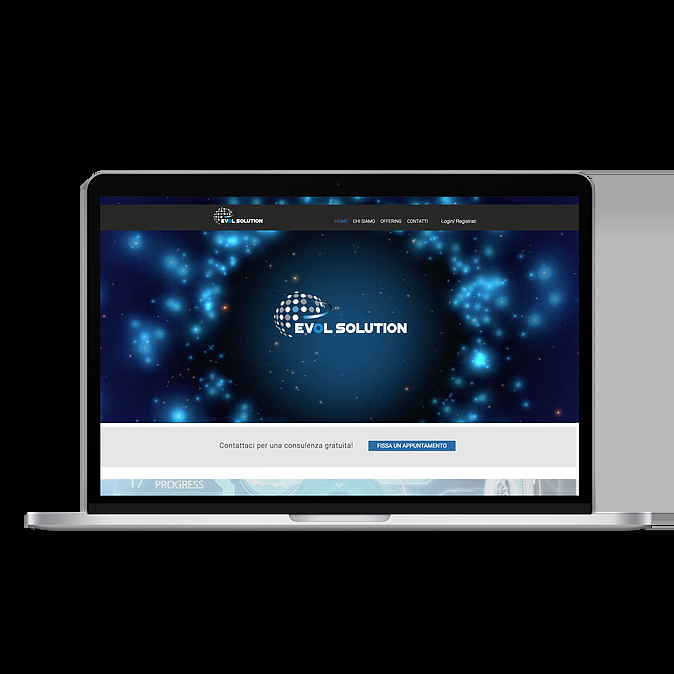 EVOL SOLUTION
HOME CHI SIAMO OFFERING CONTATTI Login/ Registrati
EVOL SOLUTION
Contattaci per una consulenza gratuita! FISSA UN APPUNTAMENTO
17 PROGRESS